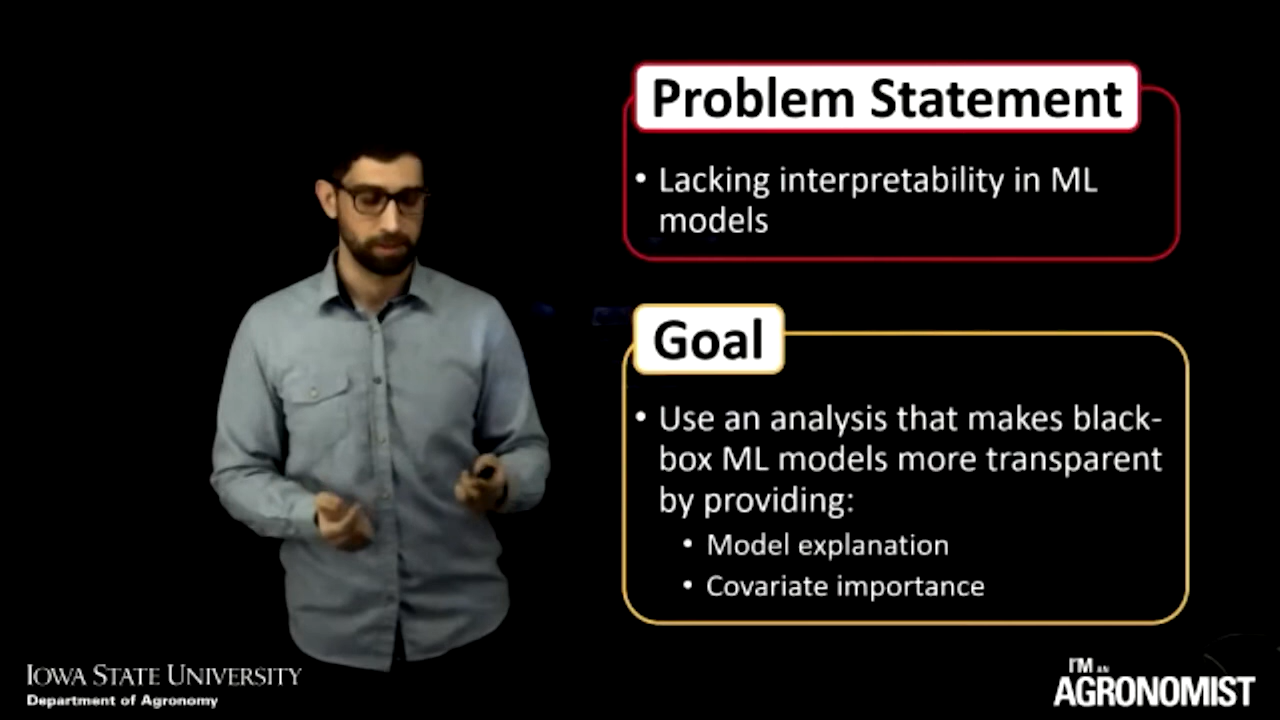 Problem Statement
• Lacking interpretability in ML
models
Goal
• Use an analysis that makes black-
box ML models more transparent
by providing:
• Model explanation
• Covariate importance
IOWA STATE UNIVERSITY
Department of Agronomy
I'M AN
AGRONOMIST